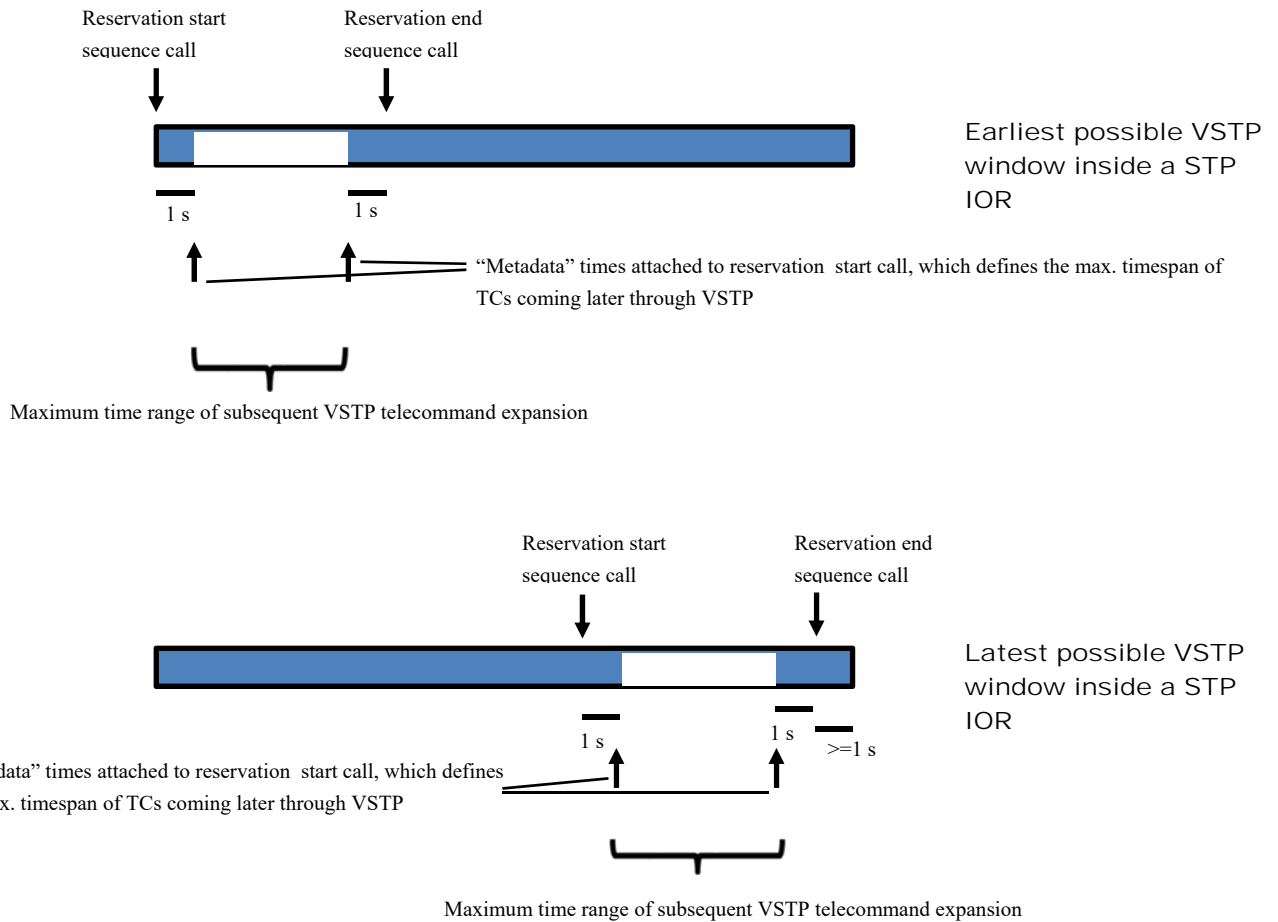 Reservation start
sequence call
Reservation end
sequence call
Earliest possible VSTP
window inside a STP
IOR
1 s
1 s
“Metadata” times attached to reservation start call, which defines the max. timespan of
TCs coming later through VSTP
Maximum time range of subsequent VSTP telecommand expansion
Reservation start
sequence call
Reservation end
sequence call
Latest possible VSTP
window inside a STP
IOR
1 s
1 s
>=1 s
data” times attached to reservation start call, which defines
x. timespan of TCs coming later through VSTP
Maximum time range of subsequent VSTP telecommand expansion